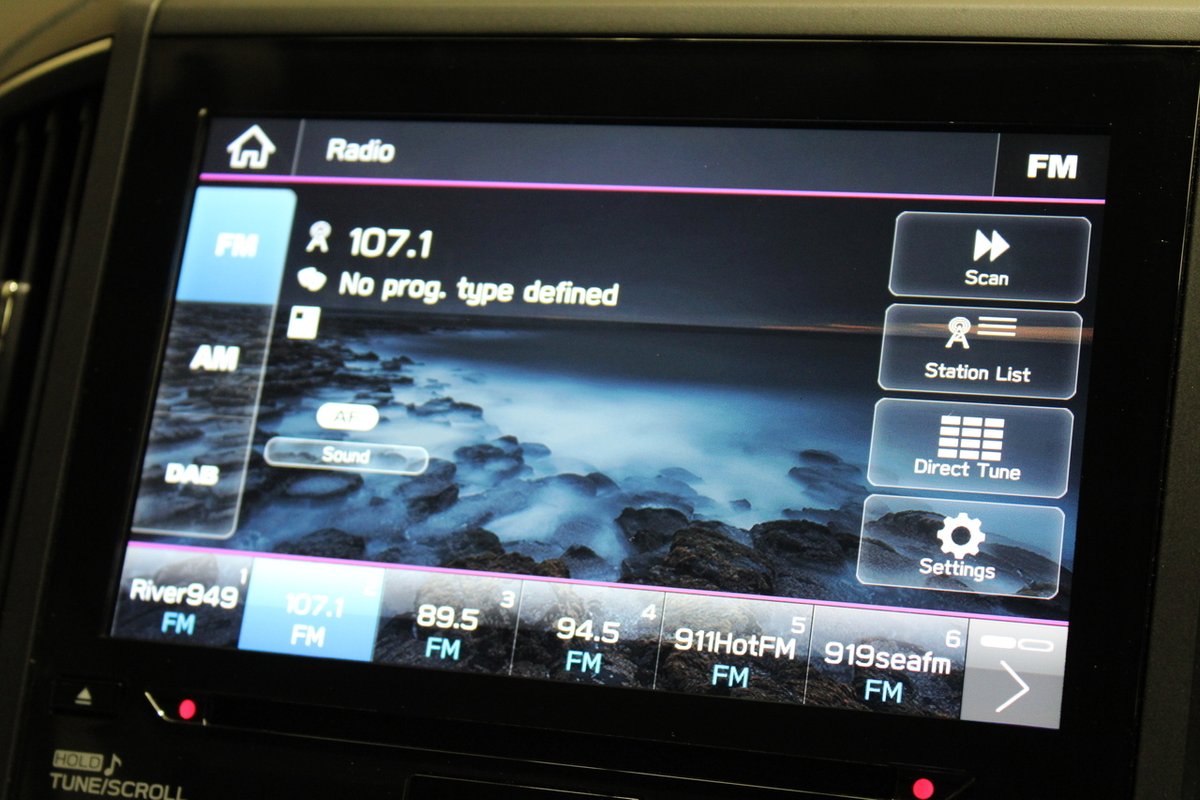 Radio
FM
FM
107.1
No prog. type defined
Scan
Station List
AM
AF
Sound
Direct Tune
DAB
Settings
River949 1
FM
107.1 2
FM
89.5 3
FM
94.5 4
FM
911HotFM 5
FM
919seafm 6
FM
HOLD
TUNE/SCROLL